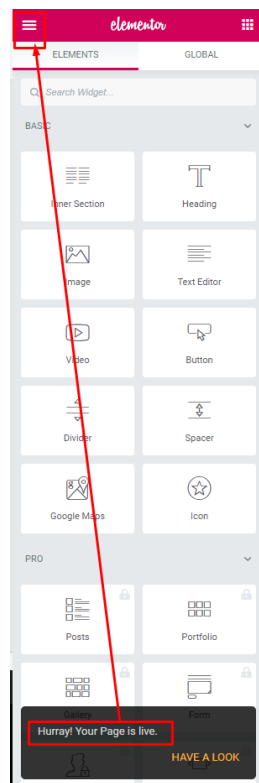 elementor
ELEMENTS GLOBAL
Search Widget...
BASIC
Inner Section Heading
Image Text Editor
Video Button
Divider Spacer
Google Maps Icon
PRO
Posts Portfolio
Gallery Form
Hurray! Your Page is live.
HAVE A LOOK